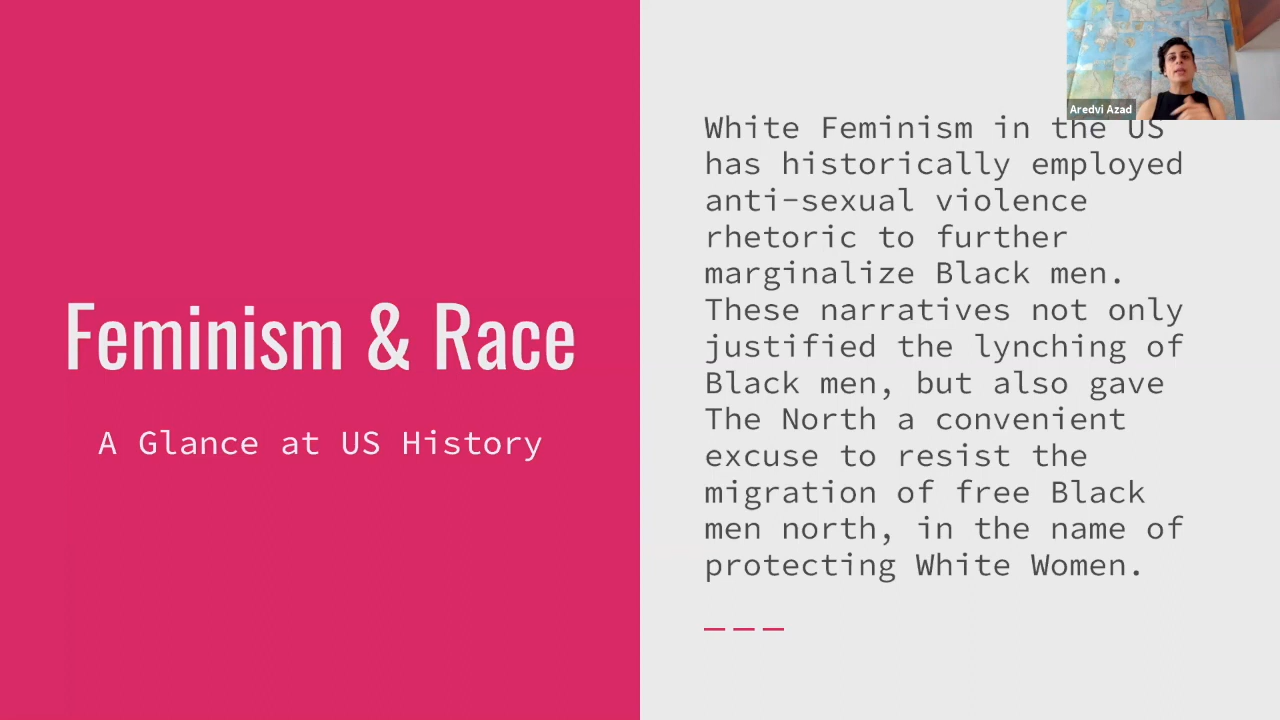 Feminism & Race
A Glance at US History
Aredvi Azad
White Feminism in the US
has historically employed
anti-sexual violence
rhetoric to further
marginalize Black men.
These narratives not only
justified the lynching of
Black men, but also gave
The North a convenient
excuse to resist the
migration of free Black
men north, in the name of
protecting White Women.